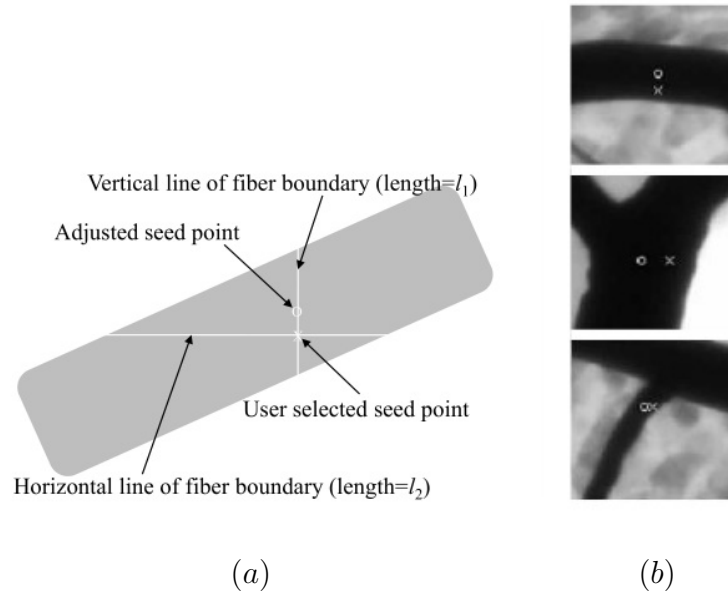 Vertical line of fiber boundary (length=l₁)
Adjusted seed point
User selected seed point
Horizontal line of fiber boundary (length=l₂)
(a)
(b)